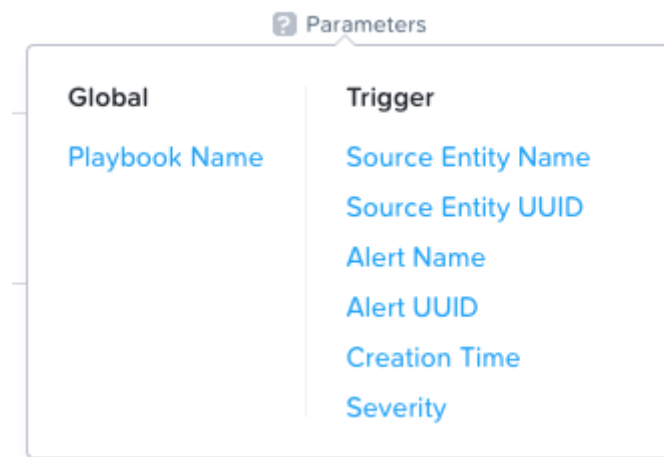 Parameters
Global
Playbook Name
Trigger
Source Entity Name
Source Entity UUID
Alert Name
Alert UUID
Creation Time
Severity